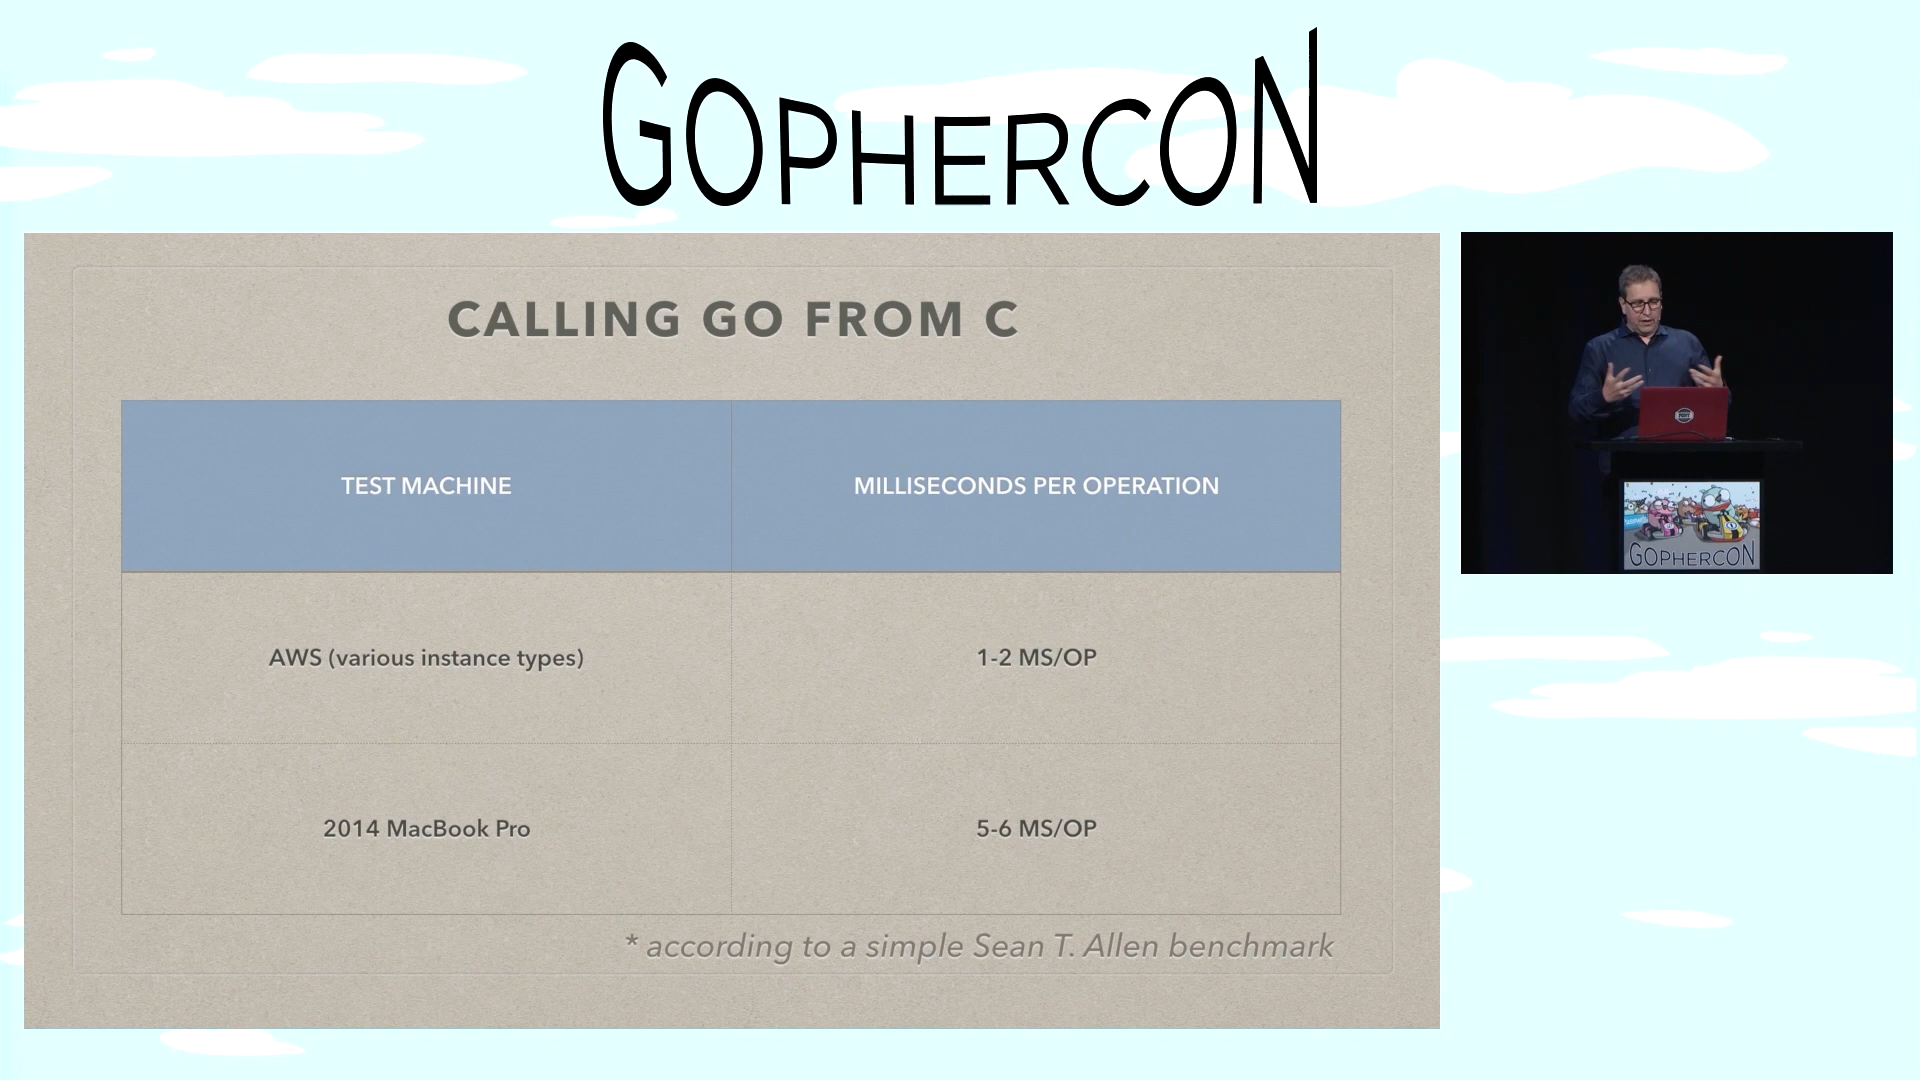 GOPHERCON
CALLING GO FROM C
TEST MACHINE
MILLISECONDS PER OPERATION
AWS (various instance types)
1-2 MS/OP
2014 MacBook Pro
5-6 MS/OP
* according to a simple Sean T. Allen benchmark
GOPHERCON